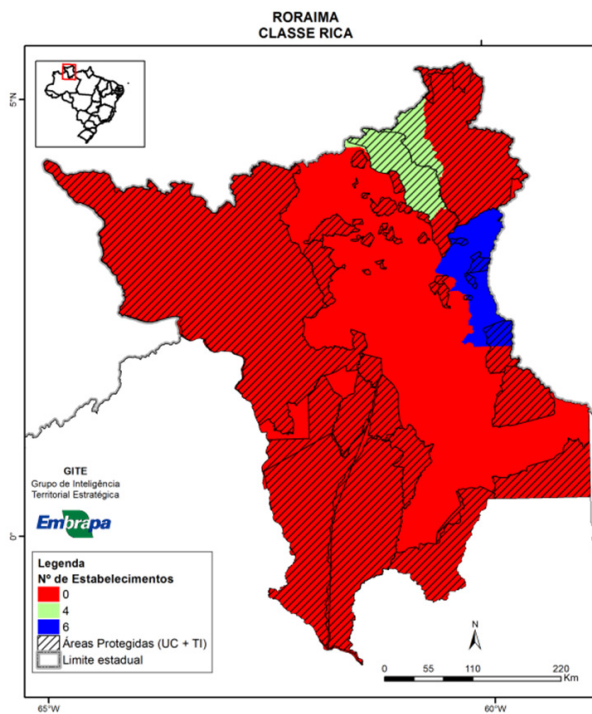 RORAIMA
CLASSE RICA
5°N
0°
GITE
Grupo de Inteligência
Territorial Estratégica
Embrapa
Legenda
Nº de Estabelecimentos
0
4
6
Áreas Protegidas (UC + TI)
Limite estadual
N
0 55 110 220
Km
65°W 60°W